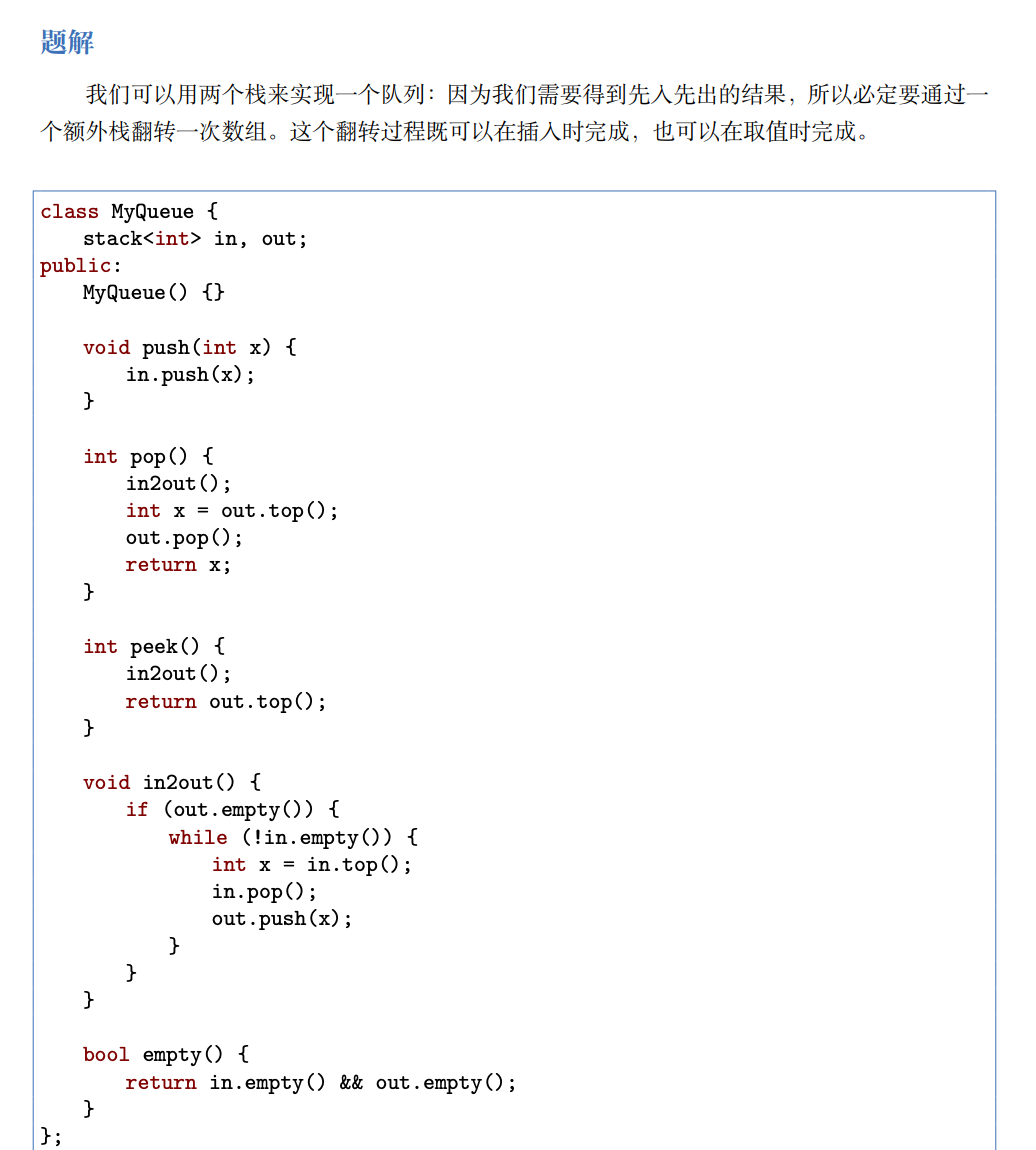 题解
我们可以用两个栈来实现一个队列：因为我们需要得到先入先出的结果，所以必定要通过一
个额外栈翻转一次数组。这个翻转过程既可以在插入时完成，也可以在取值时完成。
class MyQueue {
    stack<int> in, out;
public:
    MyQueue() {}
    void push(int x) {
        in.push(x);
    }
    int pop() {
        in2out();
        int x = out.top();
        out.pop();
        return x;
    }
    int peek() {
        in2out();
        return out.top();
    }
    void in2out() {
        if (out.empty()) {
            while (!in.empty()) {
                int x = in.top();
                in.pop();
                out.push(x);
            }
        }
    }
    bool empty() {
        return in.empty() && out.empty();
    }
};